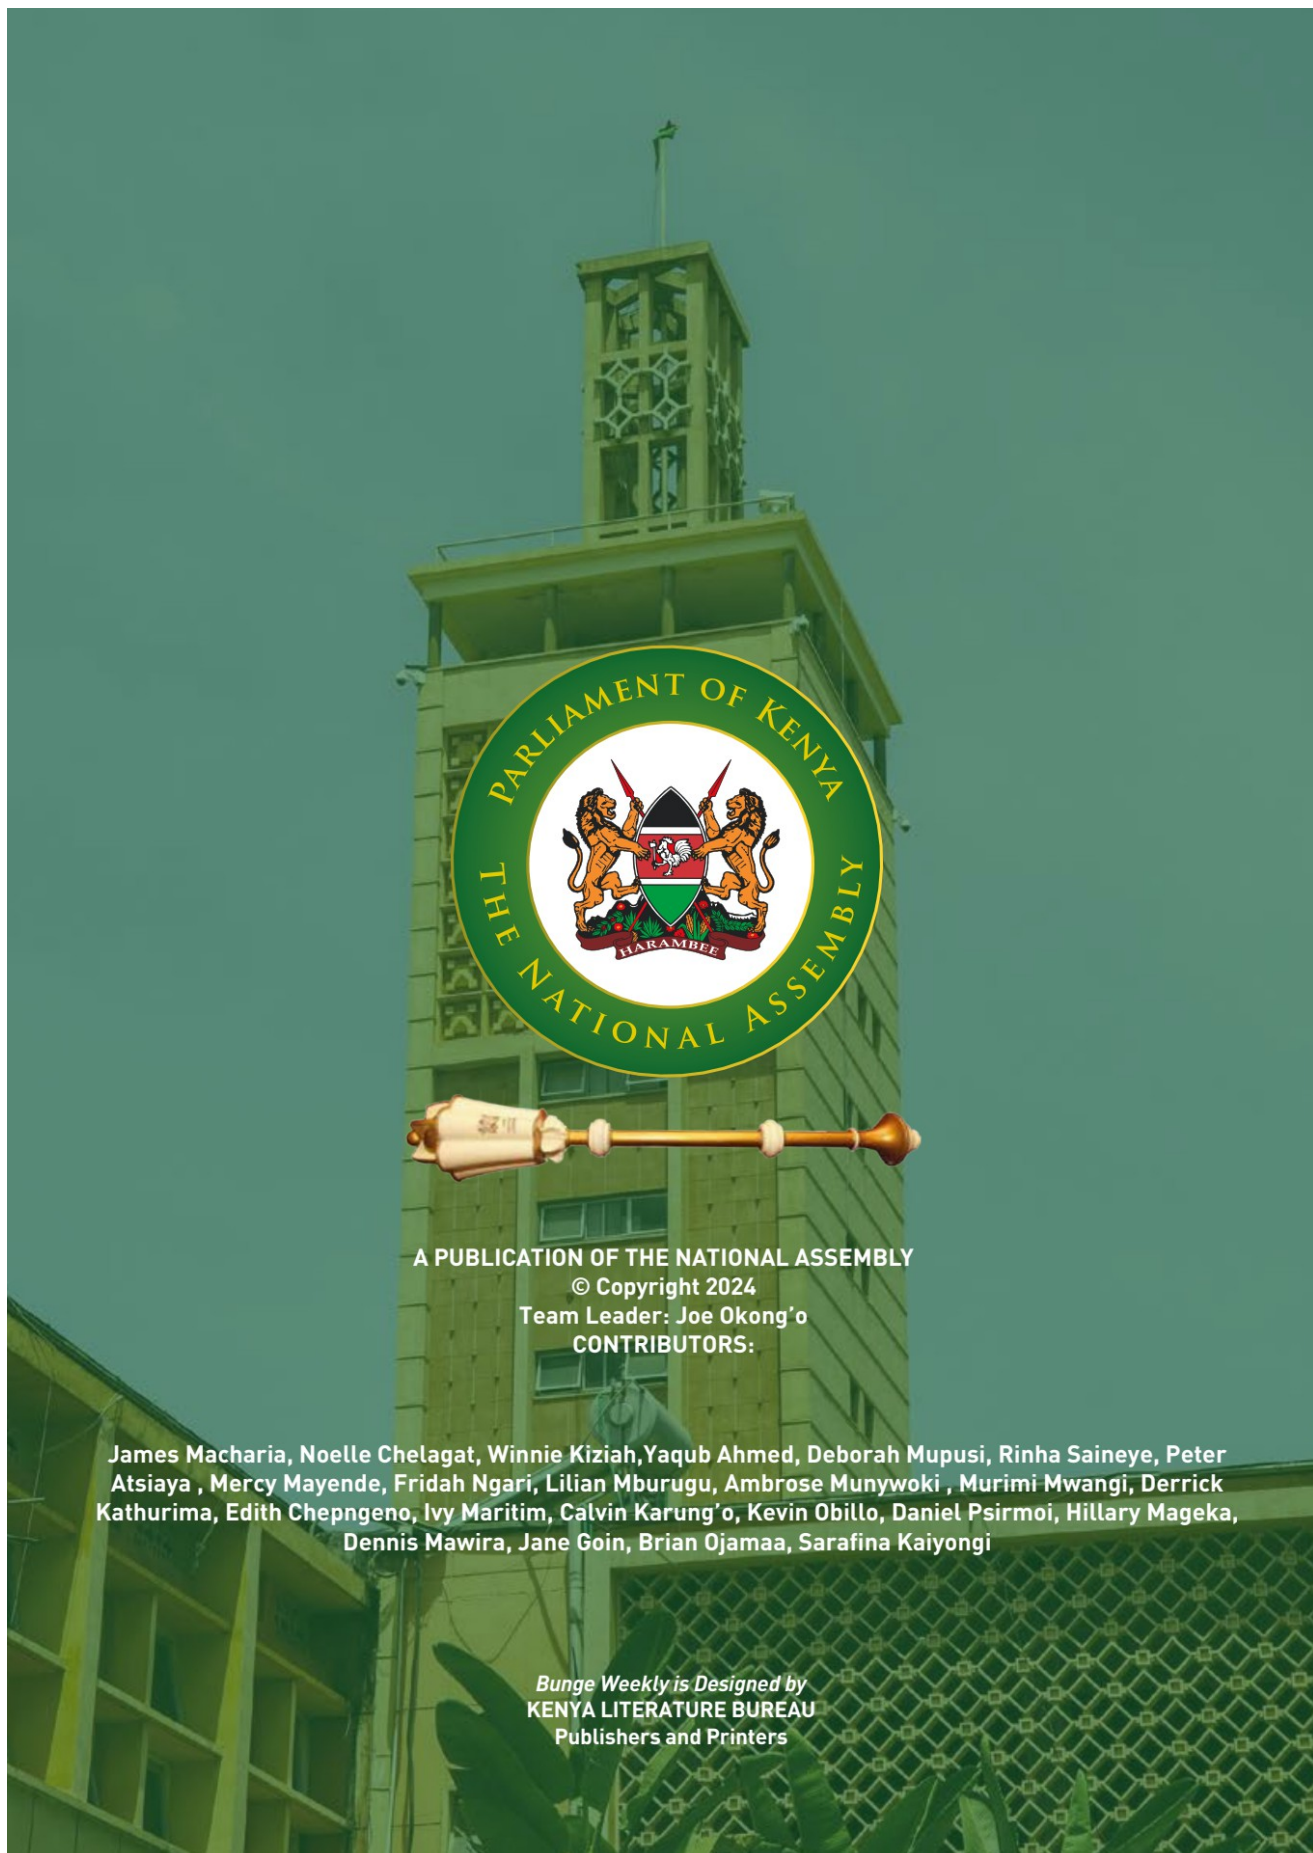 PARLIAMENT OF KENYA
THE NATIONAL ASSEMBLY
HARAMBEE
A PUBLICATION OF THE NATIONAL ASSEMBLY
© Copyright 2024
Team Leader: Joe Okong’o
CONTRIBUTORS:
James Macharia, Noelle Chelagat, Winnie Kiziah,Yaqub Ahmed, Deborah Mupusi, Rinha Saineye, Peter
Atsiaya , Mercy Mayende, Fridah Ngari, Lilian Mburugu, Ambrose Munywoki , Murimi Mwangi, Derrick
Kathurima, Edith Chepngeno, Ivy Maritim, Calvin Karung’o, Kevin Obillo, Daniel Psirmoi, Hillary Mageka,
Dennis Mawira, Jane Goin, Brian Ojamaa, Sarafina Kaiyongi
Bunge Weekly is Designed by
KENYA LITERATURE BUREAU
Publishers and Printers